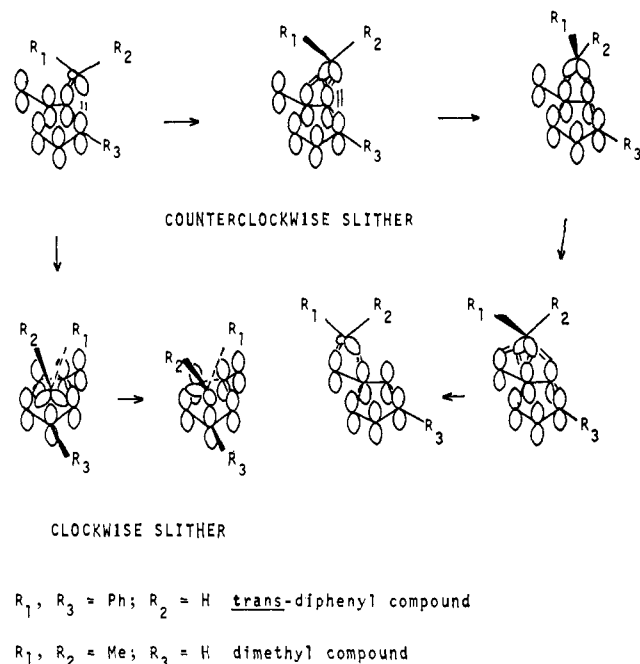 R1 R2 R1 R2 R1 R2
R3 R3 R3
COUNTERCLOCKWISE SLITHER
R2 R1 R2 R1 R1 R2 R1 R2
R3 R3 R3 R3
CLOCKWISE SLITHER
R1, R3 = Ph; R2 = H trans-diphenyl compound
R1, R2 = Me; R3 = H dimethyl compound